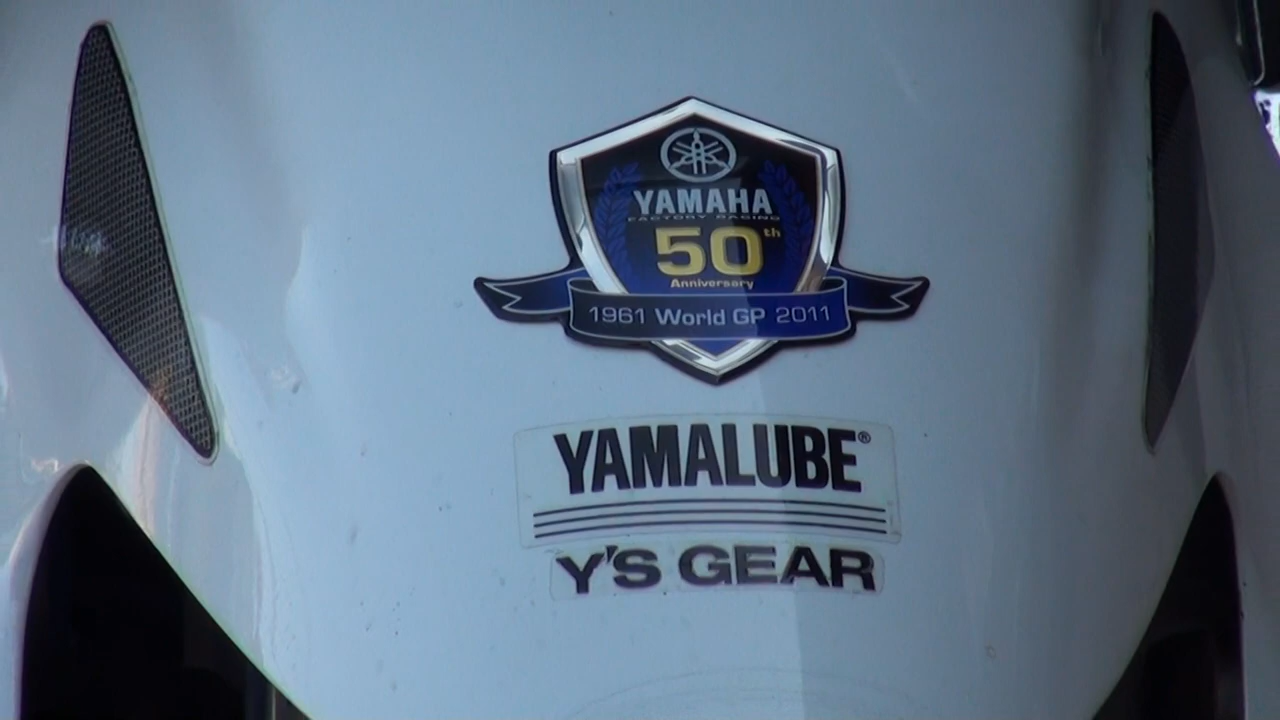 YAMAHA
FACTORY RACING
50th
Anniversary
1961 World GP 2011
YAMALUBE®
Y'S GEAR